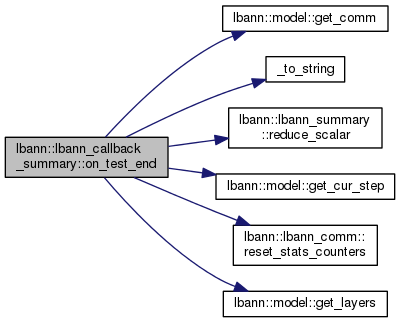 lbann::lbann_callback
_summary::on_test_end
lbann::model::get_comm
_to_string
lbann::lbann_summary
::reduce_scalar
lbann::model::get_cur_step
lbann::lbann_comm::
reset_stats_counters
lbann::model::get_layers